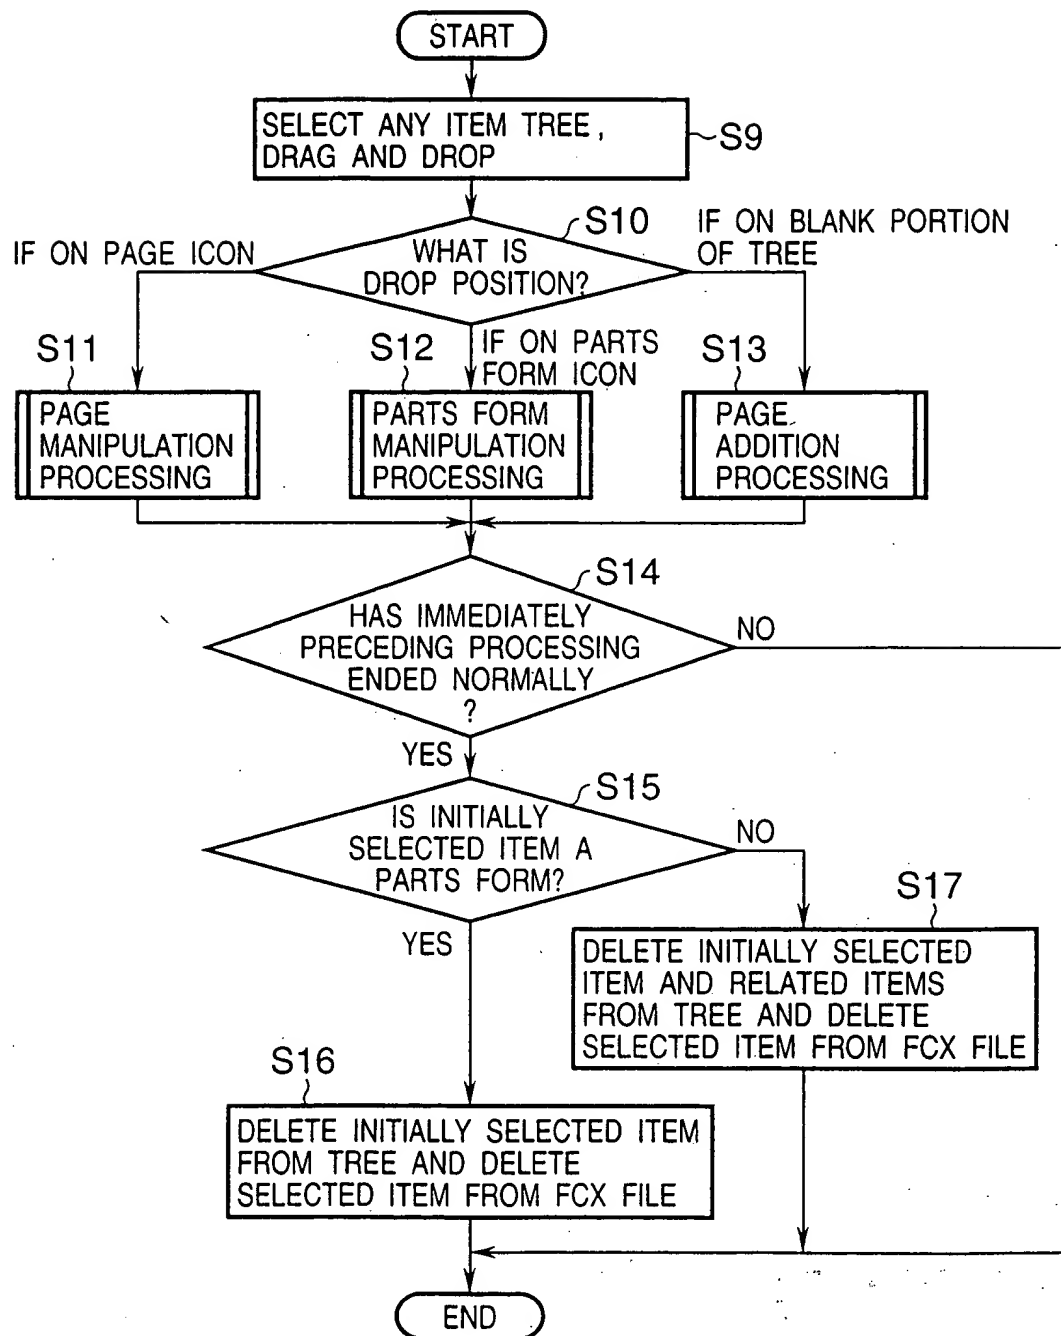 START
SELECT ANY ITEM TREE,
DRAG AND DROP
S9
S10
IF ON PAGE ICON
WHAT IS
DROP POSITION?
IF ON BLANK PORTION
OF TREE
S11
S12
IF ON PARTS
FORM ICON
S13
PAGE
MANIPULATION
PROCESSING
PARTS FORM
MANIPULATION
PROCESSING
PAGE
ADDITION
PROCESSING
S14
HAS IMMEDIATELY
PRECEDING PROCESSING
ENDED NORMALLY
?
NO
YES
S15
IS INITIALLY
SELECTED ITEM A
PARTS FORM?
NO
YES
S17
DELETE INITIALLY SELECTED
ITEM AND RELATED ITEMS
FROM TREE AND DELETE
SELECTED ITEM FROM FCX FILE
S16
DELETE INITIALLY SELECTED ITEM
FROM TREE AND DELETE
SELECTED ITEM FROM FCX FILE
END